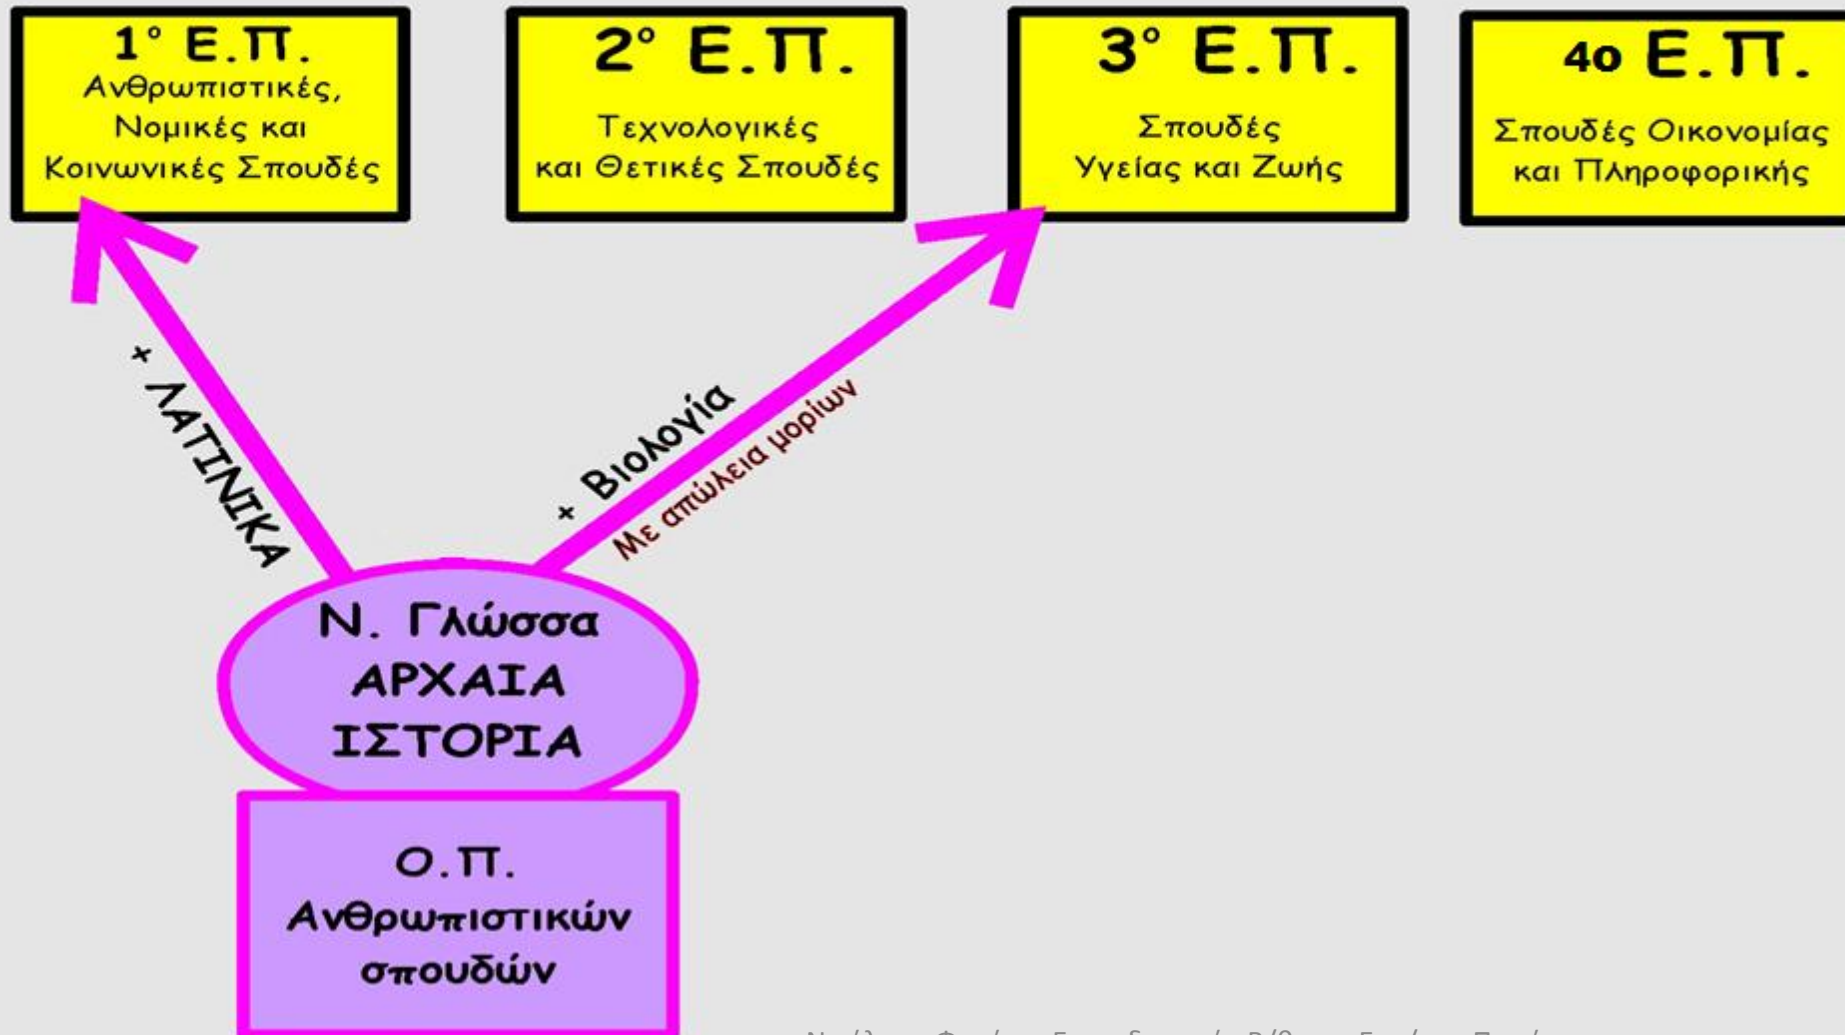 1° Ε.Π.
Ανθρωπιστικές,
Νομικές και
Κοινωνικές Σπουδές
2° Ε.Π.
Τεχνολογικές
και Θετικές Σπουδές
3° Ε.Π.
Σπουδές
Υγείας και Ζωής
4ο Ε.Π.
Σπουδές Οικονομίας
και Πληροφορικής
+ ΛΑΤΙΝΙΚΑ
+ Βιολογία
Με απώλεια μορίων
Ν. Γλώσσα
ΑΡΧΑΙΑ
ΙΣΤΟΡΙΑ
Ο.Π.
Ανθρωπιστικών
σπουδών